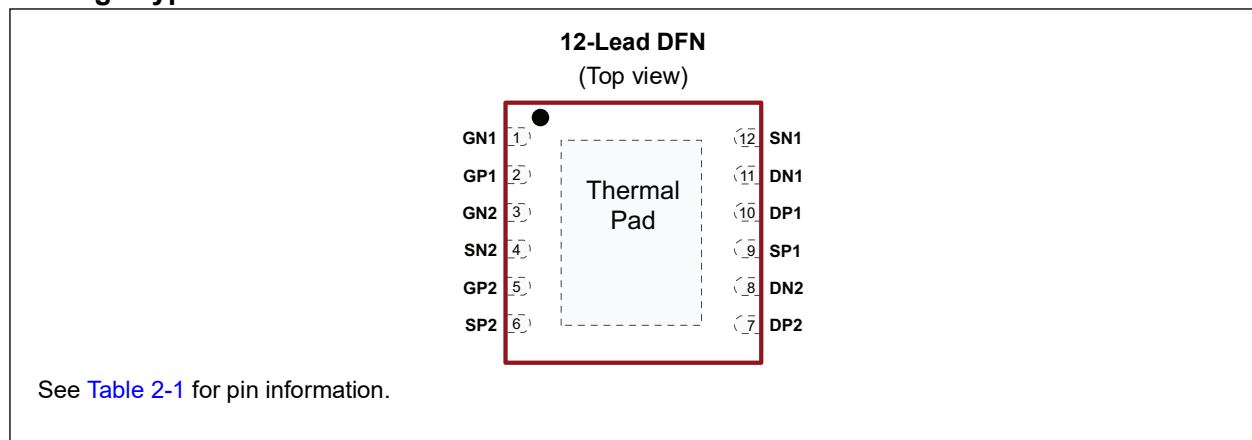 12-Lead DFN
(Top view)
GN1 1 12 SN1
GP1 2 11 DN1
Thermal
Pad
GN2 3 10 DP1
SN2 4 9 SP1
GP2 5 8 DN2
SP2 6 7 DP2
See Table 2-1 for pin information.